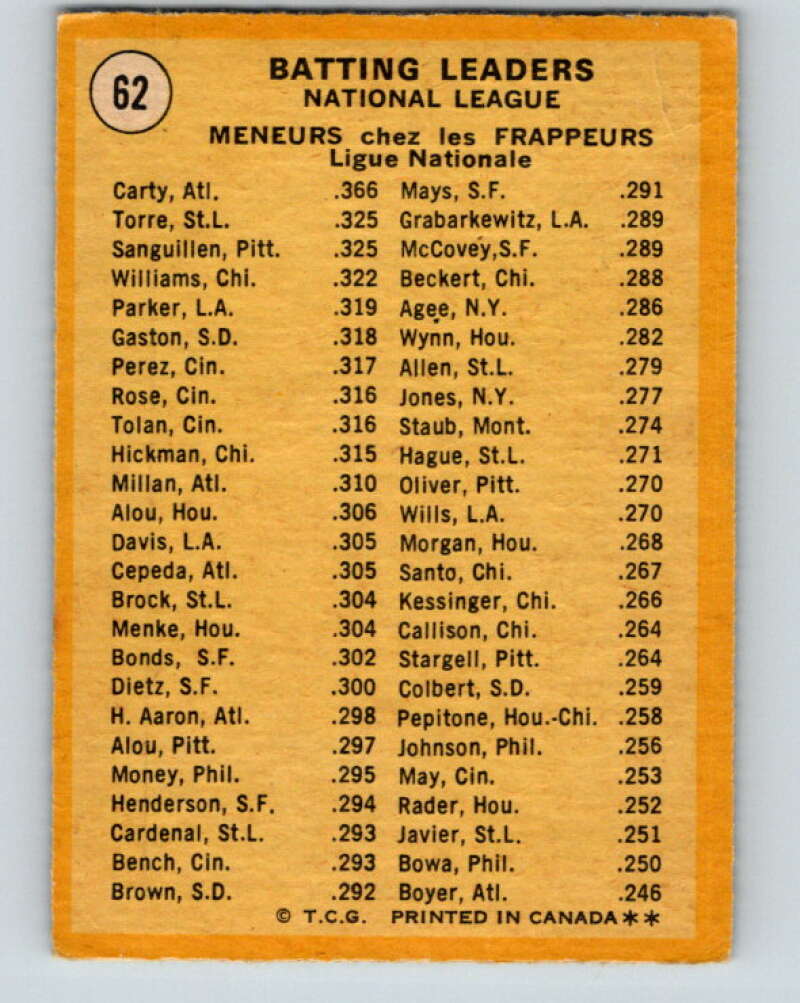 62
BATTING LEADERS
NATIONAL LEAGUE
MENEURS chez les FRAPPEURS
Ligue Nationale
Carty, Atl. .366 Mays, S.F. .291
Torre, St.L. .325 Grabarkewitz, L.A. .289
Sanguillen, Pitt. .325 McCovey,S.F. .289
Williams, Chi. .322 Beckert, Chi. .288
Parker, L.A. .319 Agee, N.Y. .286
Gaston, S.D. .318 Wynn, Hou. .282
Perez, Cin. .317 Allen, St.L. .279
Rose, Cin. .316 Jones, N.Y. .277
Tolan, Cin. .316 Staub, Mont. .274
Hickman, Chi. .315 Hague, St.L. .271
Millan, Atl. .310 Oliver, Pitt. .270
Alou, Hou. .306 Wills, L.A. .270
Davis, L.A. .305 Morgan, Hou. .268
Cepeda, Atl. .305 Santo, Chi. .267
Brock, St.L. .304 Kessinger, Chi. .266
Menke, Hou. .304 Callison, Chi. .264
Bonds, S.F. .302 Stargell, Pitt. .264
Dietz, S.F. .300 Colbert, S.D. .259
H. Aaron, Atl. .298 Pepitone, Hou.-Chi. .258
Alou, Pitt. .297 Johnson, Phil. .256
Money, Phil. .295 May, Cin. .253
Henderson, S.F. .294 Rader, Hou. .252
Cardenal, St.L. .293 Javier, St.L. .251
Bench, Cin. .293 Bowa, Phil. .250
Brown, S.D. .292 Boyer, Atl. .246
© T.C.G. PRINTED IN CANADA**